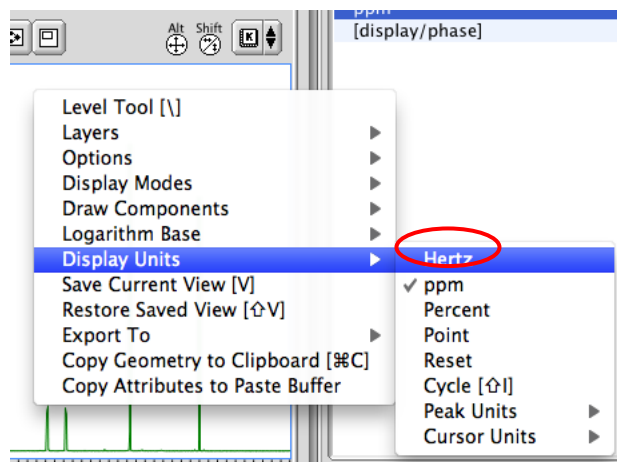 ppm
[display/phase]
Alt Shift
K
Level Tool [\]
Layers
Options
Display Modes
Draw Components
Logarithm Base
Display Units
Save Current View [V]
Restore Saved View [⇧V]
Export To
Copy Geometry to Clipboard [⌘C]
Copy Attributes to Paste Buffer
Hertz
ppm
Percent
Point
Reset
Cycle [⇧I]
Peak Units
Cursor Units